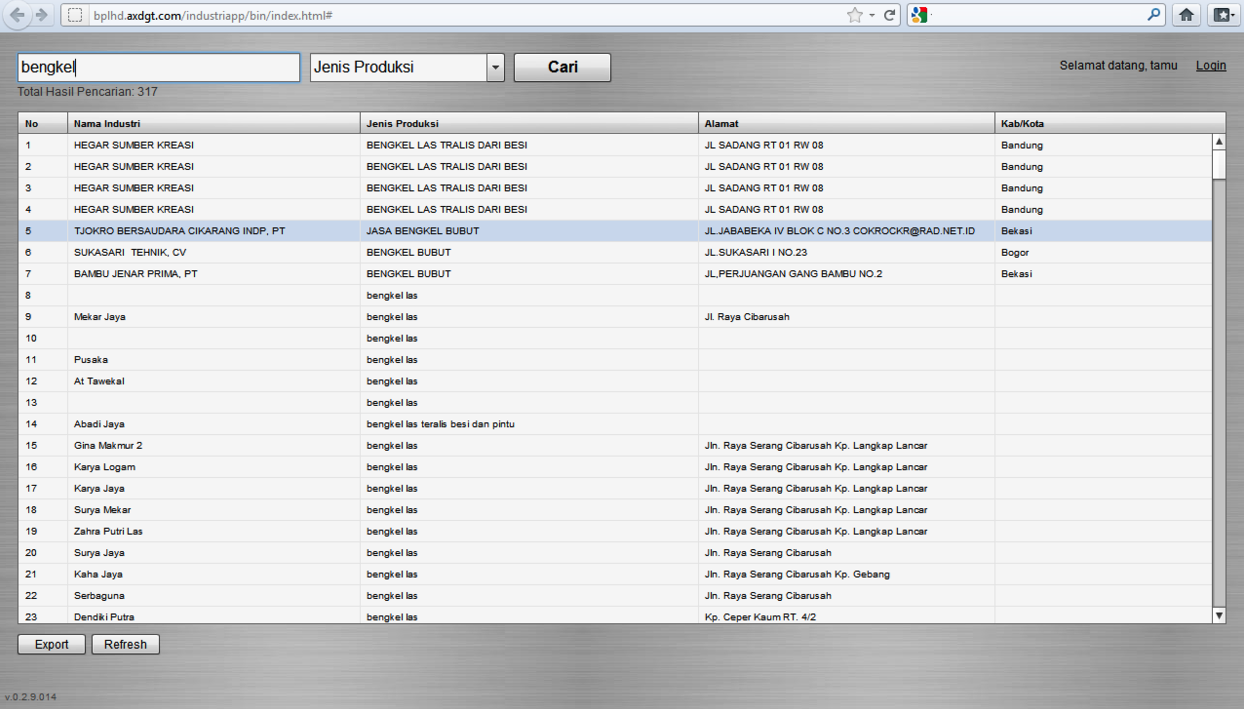 bplhd.axdgt.com/industriapp/bin/index.html#
bengkel Jenis Produksi Cari Selamat datang, tamu Login
Total Hasil Pencarian: 317
No Nama Industri Jenis Produksi Alamat Kab/Kota
1 HEGAR SUMBER KREASI BENGKEL LAS TRALIS DARI BESI JL SADANG RT 01 RW 08 Bandung
2 HEGAR SUMBER KREASI BENGKEL LAS TRALIS DARI BESI JL SADANG RT 01 RW 08 Bandung
3 HEGAR SUMBER KREASI BENGKEL LAS TRALIS DARI BESI JL SADANG RT 01 RW 08 Bandung
4 HEGAR SUMBER KREASI BENGKEL LAS TRALIS DARI BESI JL SADANG RT 01 RW 08 Bandung
5 TJOKRO BERSAUDARA CIKARANG INDP, PT JASA BENGKEL BUBUT JL.JABABEKA IV BLOK C NO.3 COKROCKR@RAD.NET.ID Bekasi
6 SUKASARI TEHNIK, CV BENGKEL BUBUT JL.SUKASARI I NO.23 Bogor
7 BAMBU JENAR PRIMA, PT BENGKEL BUBUT JL,PERJUANGAN GANG BAMBU NO.2 Bekasi
8 bengkel las
9 Mekar Jaya bengkel las Jl. Raya Cibarusah
10 bengkel las
11 Pusaka bengkel las
12 At Tawekal bengkel las
13 bengkel las
14 Abadi Jaya bengkel las teralis besi dan pintu
15 Gina Makmur 2 bengkel las Jln. Raya Serang Cibarusah Kp. Langkap Lancar
16 Karya Logam bengkel las Jln. Raya Serang Cibarusah Kp. Langkap Lancar
17 Karya Jaya bengkel las Jln. Raya Serang Cibarusah Kp. Langkap Lancar
18 Surya Mekar bengkel las Jln. Raya Serang Cibarusah Kp. Langkap Lancar
19 Zahra Putri Las bengkel las Jln. Raya Serang Cibarusah Kp. Langkap Lancar
20 Surya Jaya bengkel las Jln. Raya Serang Cibarusah
21 Kaha Jaya bengkel las Jln. Raya Serang Cibarusah Kp. Gebang
22 Serbaguna bengkel las Jln. Raya Serang Cibarusah
23 Dendiki Putra bengkel las Kp. Ceper Kaum RT. 4/2
Export Refresh
v.0.2.9.014